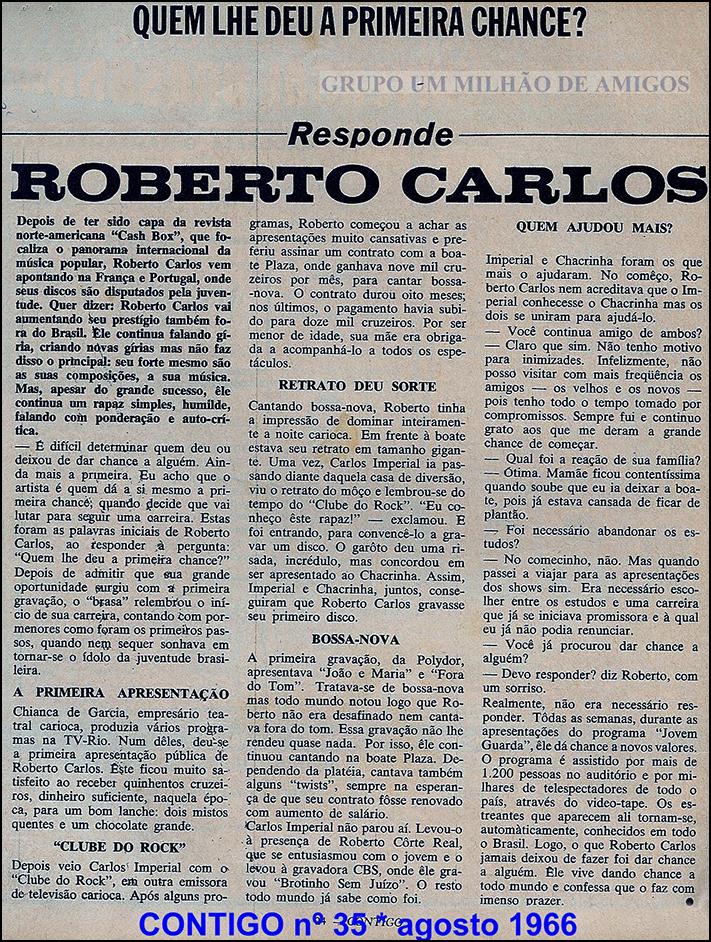 QUEM LHE DEU A PRIMEIRA CHANCE?
GRUPO UM MILHÃO DE AMIGOS
Responde
ROBERTO CARLOS
Depois de ter sido capa da revista
norte-americana "Cash Box", que fo-
caliza o panorama internacional da
música popular, Roberto Carlos vem
apontando na França e Portugal, onde
seus discos são disputados pela juven-
tude. Quer dizer: Roberto Carlos vai
aumentando seu prestígio também fo-
ra do Brasil. Êle continua falando gí-
ria, criando nóvas gírias mas não faz
disso o principal: seu forte mesmo são
as suas composições, a sua música.
Mas, apesar do grande sucesso, êle
continua um rapaz simples, humilde,
falando com ponderação e auto-crí-
tica.
— É difícil determinar quem deu ou
deixou de dar chance a alguém. Ain-
da mais a primeira. Eu acho que o
artista é quem dá a si mesmo a pri-
meira chance; quando decide que vai
lutar para seguir uma carreira. Estas
foram as palavras iniciais de Roberto
Carlos, ao responder à pergunta:
"Quem lhe deu a primeira chance?"
Depois de admitir que sua grande
oportunidade surgiu com a primeira
gravação, o "brasa" relembrou o iní-
cio de sua carreira, contando com por-
menores como foram os primeiros pas-
sos, quando nem sequer sonhava em
tornar-se o ídolo da juventude brasi-
leira.
A PRIMEIRA APRESENTAÇÃO
Chianca de Garcia, empresário tea-
tral carioca, produzia vários progra-
mas na TV-Rio. Num dêles, deu-se
a primeira apresentação pública de
Roberto Carlos. Êste ficou muito sa-
tisfeito ao receber quinhentos cruzei-
ros, dinheiro suficiente, naquela épo-
ca, para um bom lanche: dois mistos
quentes e um chocolate grande.
"CLUBE DO ROCK"
Depois veio Carlos Imperial com o
"Clube do Rock", em outra emissora
de televisão carioca. Após alguns pro-
gramas, Roberto começou a achar as
apresentações muito cansativas e pre-
feriu assinar um contrato com a boa-
te Plaza, onde ganhava nove mil cru-
zeiros por mês, para cantar bossa-
-nova. O contrato durou oito meses;
nos últimos, o pagamento havia subi-
do para doze mil cruzeiros. Por ser
menor de idade, sua mãe era obriga-
da a acompanhá-lo a todos os espe-
táculos.
RETRATO DEU SORTE
Cantando bossa-nova, Roberto tinha
a impressão de dominar inteiramen-
te a noite carioca. Em frente à boate
estava seu retrato em tamanho gigan-
te. Uma vez, Carlos Imperial ia pas-
sando diante daquela casa de diversão,
viu o retrato do môço e lembrou-se do
tempo do "Clube do Rock". "Eu co-
nheço êste rapaz!" — exclamou. E
foi entrando, para convencê-lo a gra-
var um disco. O garôto deu uma ri-
sada, incrédulo, mas concordou em
ser apresentado ao Chacrinha. Assim,
Imperial e Chacrinha, juntos, conse-
guiram que Roberto Carlos gravasse
seu primeiro disco.
BOSSA-NOVA
A primeira gravação, da Polydor,
apresentava "João e Maria" e "Fora
do Tom". Tratava-se de bossa-nova
mas todo mundo notou logo que Ro-
berto não era desafinado nem canta-
va fora do tom. Essa gravação não lhe
rendeu quase nada. Por isso, êle con-
tinuou cantando na boate Plaza. De-
pendendo da platéia, cantava também
alguns "twists", sempre na esperan-
ça de que seu contrato fôsse renovado
com aumento de salário.
Carlos Imperial não parou aí. Levou-o
à presença de Roberto Côrte Real,
que se entusiasmou com o jovem e o
levou à gravadora CBS, onde êle gra-
vou "Brotinho Sem Juízo". O resto
todo mundo já sabe como foi.
QUEM AJUDOU MAIS?
Imperial e Chacrinha foram os que
mais o ajudaram. No comêço, Ro-
berto Carlos nem acreditava que o Im-
perial conhecesse o Chacrinha mas os
dois se uniram para ajudá-lo.
— Você continua amigo de ambos?
— Claro que sim. Não tenho motivo
para inimizades. Infelizmente, não
posso visitar com mais freqüência os
amigos — os velhos e os novos —
pois tenho todo o tempo tomado por
compromissos. Sempre fui e continuo
grato aos que me deram a grande
chance de começar.
— Qual foi a reação de sua família?
— Ótima. Mamãe ficou contentíssima
quando soube que eu ia deixar a boa-
te, pois já estava cansada de ficar de
plantão.
— Foi necessário abandonar os es-
tudos?
— No comecinho, não. Mas quando
passei a viajar para as apresentações
dos shows sim. Era necessário esco-
lher entre os estudos e uma carreira
que já se iniciava promissora e à qual
eu já não podia renunciar.
— Você já procurou dar chance a
alguém?
— Devo responder? diz Roberto, com
um sorriso.
Realmente, não era necessário res-
ponder. Tôdas as semanas, durante as
apresentações do programa "Jovem
Guarda", êle dá chance a novos valores.
O programa é assistido por mais de
1.200 pessoas no auditório e por mi-
lhares de telespectadores de todo o
país, através do video-tape. Os es-
treantes que aparecem ali tornam-se,
automàticamente, conhecidos em todo
o Brasil. Logo, o que Roberto Carlos
jamais deixou de fazer foi dar chance
a alguém. Êle vive dando chance a
todo mundo e confessa que o faz com
imenso prazer.
CONTIGO
CONTIGO nº 35 * agosto 1966